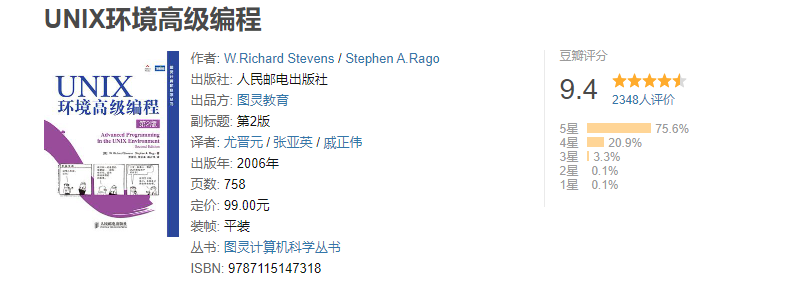 UNIX环境高级编程
UNIX
环境高级编程
第2版
Advanced Programming
in the UNIX Environment
Second Edition
人民邮电出版社
作者: W.Richard Stevens / Stephen A.Rago
出版社: 人民邮电出版社
出品方: 图灵教育
副标题: 第2版
译者: 尤晋元 / 张亚英 / 戚正伟
出版年: 2006年
页数: 758
定价: 99.00元
装帧: 平装
丛书: 图灵计算机科学丛书
ISBN: 9787115147318
豆瓣评分
9.4
2348人评价
5星 75.6%
4星 20.9%
3星 3.3%
2星 0.1%
1星 0.1%